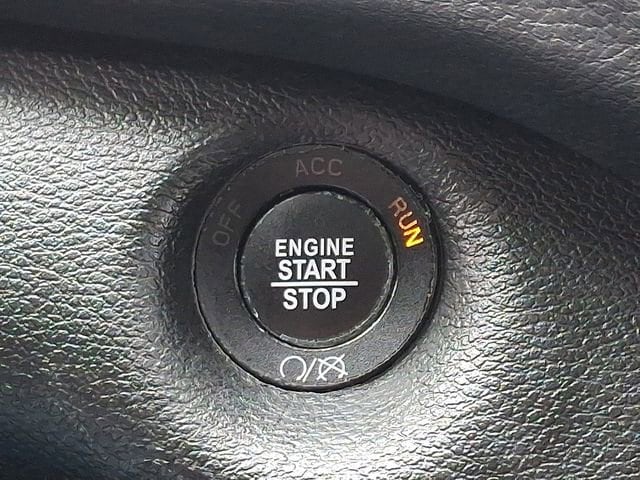 OFF
ACC
RUN
ENGINE
START
STOP